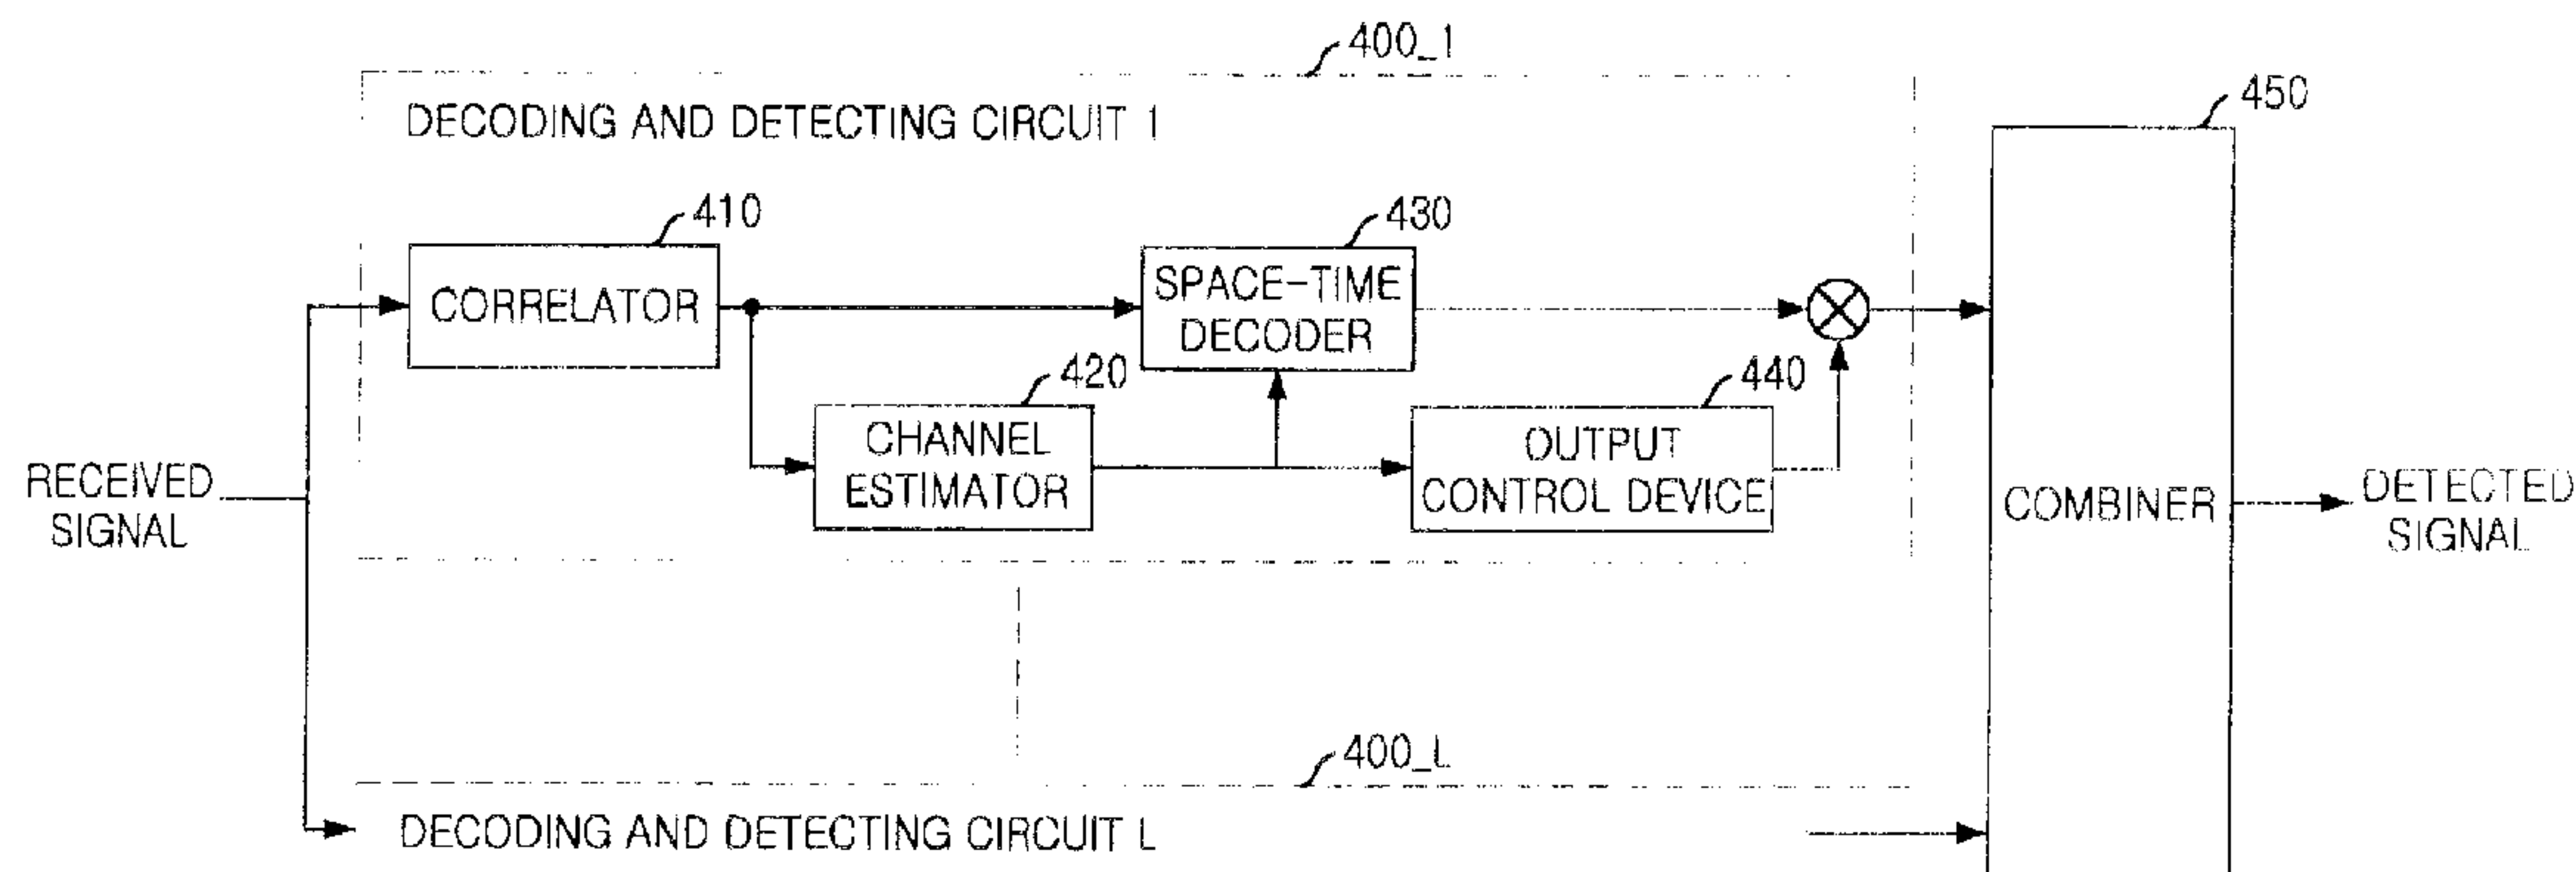 400_1
DECODING AND DETECTING CIRCUIT 1
450
410
430
CORRELATOR
SPACE-TIME
DECODER
420
440
CHANNEL
ESTIMATOR
OUTPUT
CONTROL DEVICE
RECEIVED
SIGNAL
COMBINER
DETECTED
SIGNAL
400_L
DECODING AND DETECTING CIRCUIT L